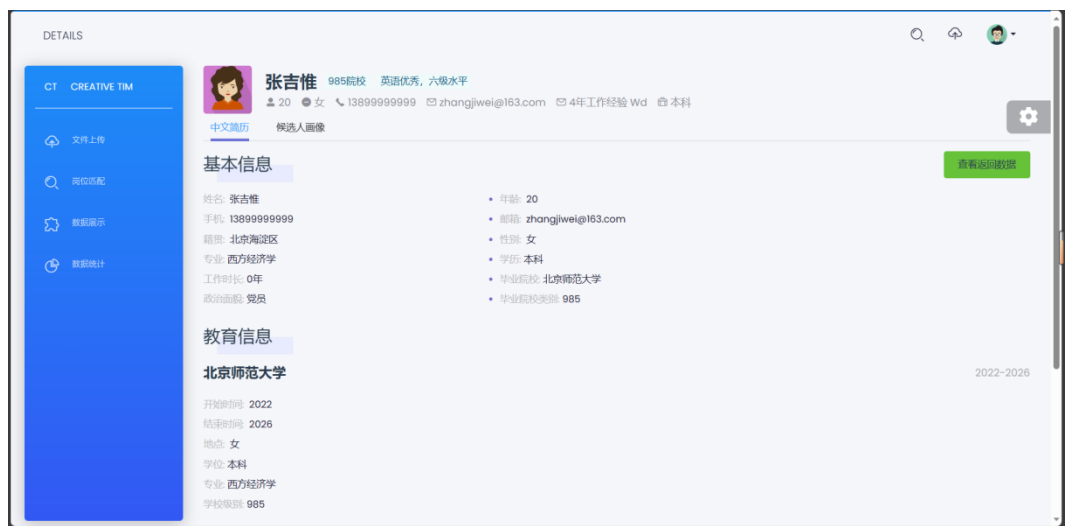 DETAILS
CT CREATIVE TIM
文件上传
岗位匹配
数据展示
数据统计
张吉惟 985院校 英语优秀，六级水平
20 女 13899999999 zhangjiwei@163.com 4年工作经验 Wd 本科
中文简历 候选人画像
基本信息
查看返回数据
姓名: 张吉惟
年龄: 20
手机: 13899999999
邮箱: zhangjiwei@163.com
籍贯: 北京海淀区
性别: 女
专业: 西方经济学
学历: 本科
工作时长: 0年
毕业院校: 北京师范大学
政治面貌: 党员
毕业院校类别: 985
教育信息
北京师范大学 2022-2026
开始时间: 2022
结束时间: 2026
地点: 女
学位: 本科
专业: 西方经济学
学校级别: 985